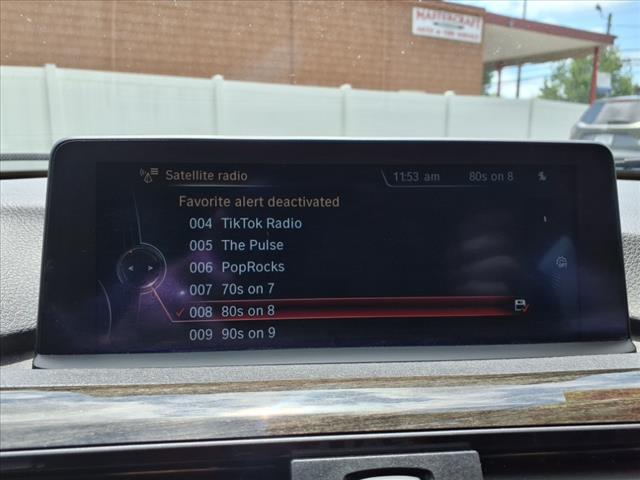 MASTERCRAFT
Satellite radio
11:53 am
80s on 8
Favorite alert deactivated
004 TikTok Radio
005 The Pulse
006 PopRocks
007 70s on 7
008 80s on 8
009 90s on 9